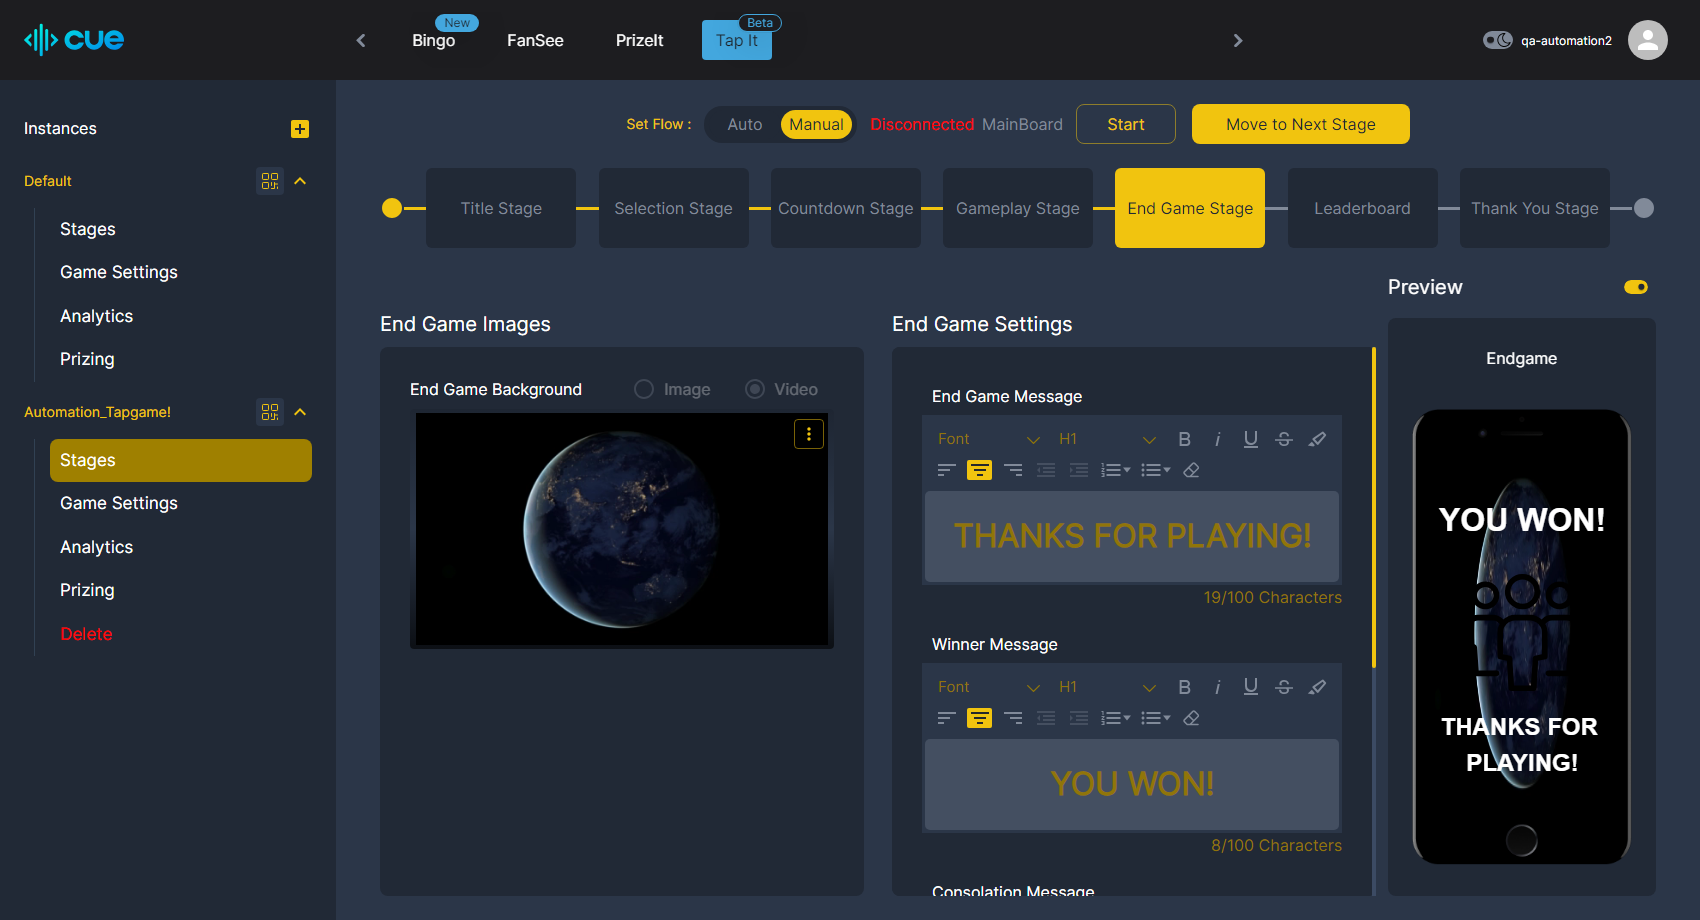 cue
New
Bingo
FanSee
PrizeIt
Beta
Tap It
qa-automation2
Instances
Default
Stages
Game Settings
Analytics
Prizing
Automation_Tapgame!
Stages
Game Settings
Analytics
Prizing
Delete
Set Flow :
Auto
Manual
Disconnected MainBoard
Start
Move to Next Stage
Title Stage
Selection Stage
Countdown Stage
Gameplay Stage
End Game Stage
Leaderboard
Thank You Stage
End Game Images
End Game Background
Image
Video
End Game Settings
End Game Message
Font
H1
B
i
U
S
THANKS FOR PLAYING!
19/100 Characters
Winner Message
Font
H1
B
i
U
S
YOU WON!
8/100 Characters
Consolation Message
Preview
Endgame
YOU WON!
THANKS FOR
PLAYING!